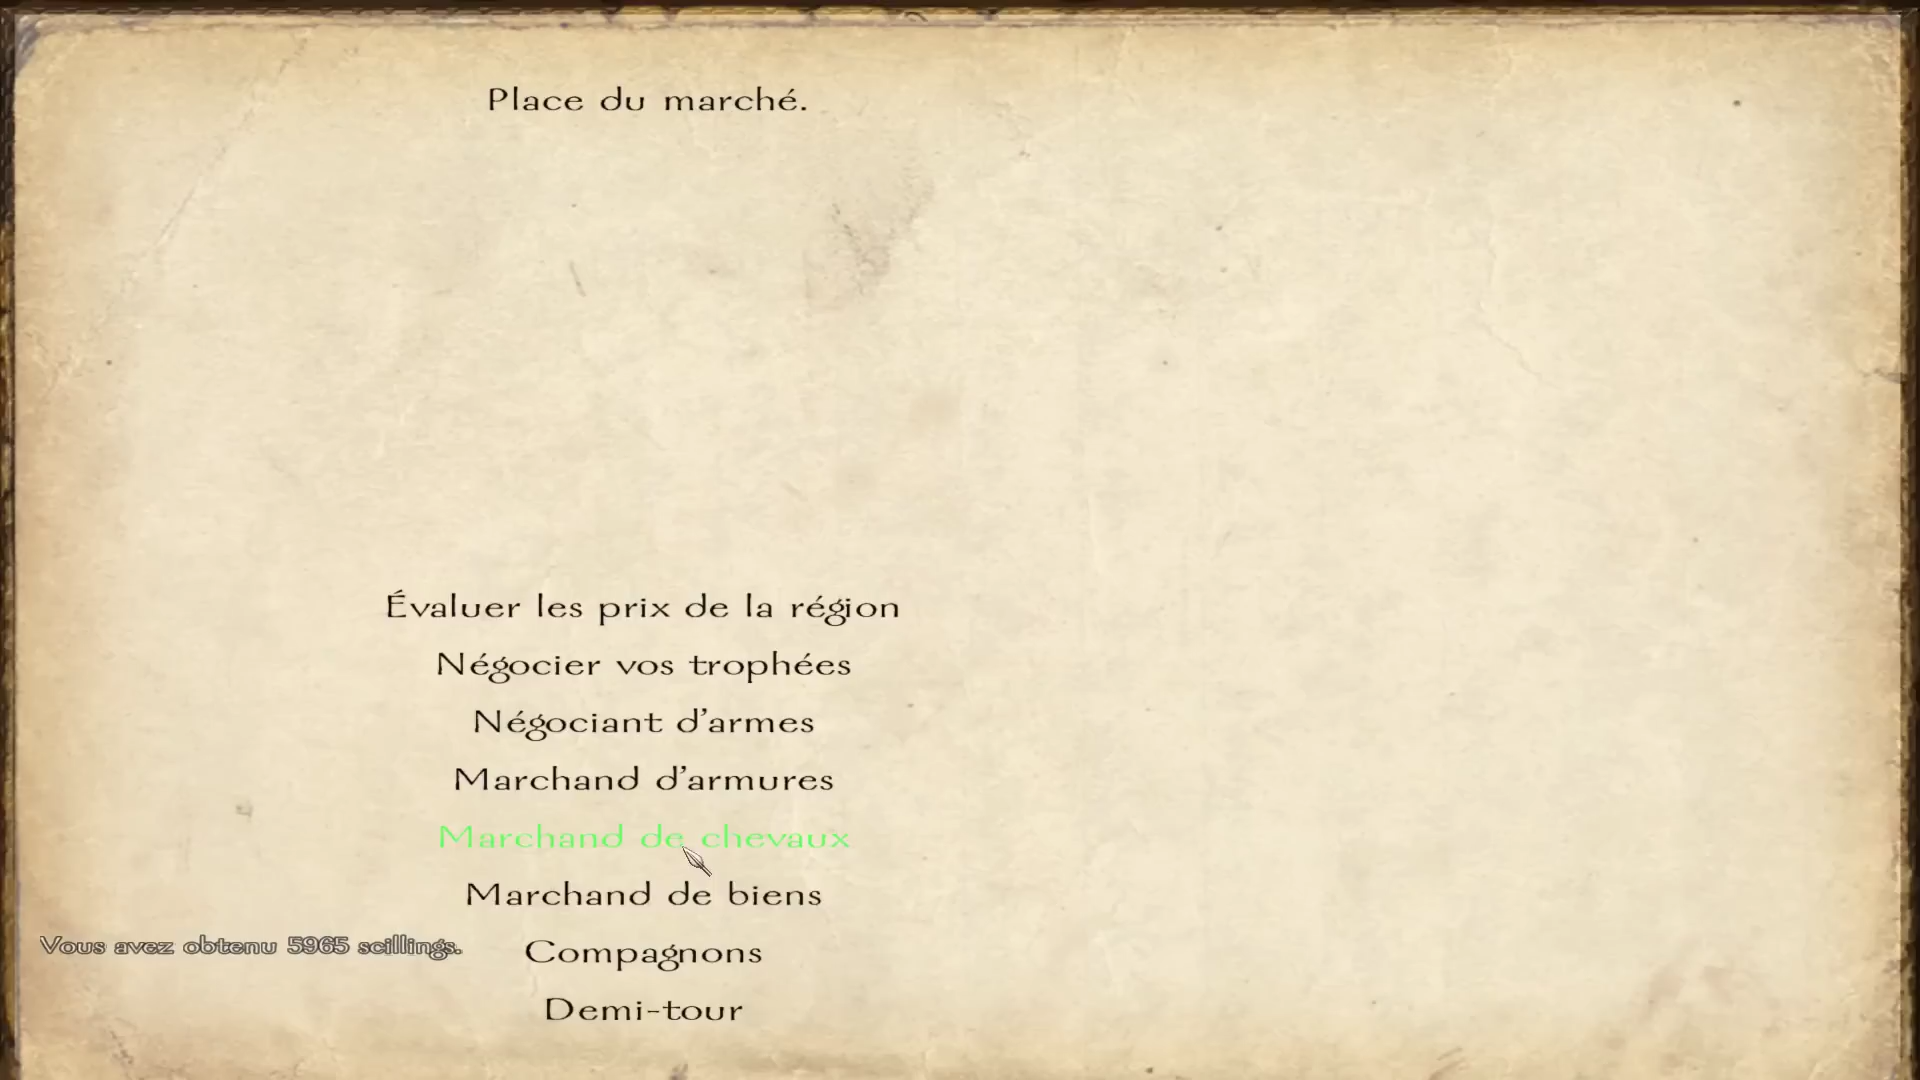 Place du marché.
Évaluer les prix de la région
Négocier vos trophées
Négociant d'armes
Marchand d'armures
Marchand de chevaux
Marchand de biens
Vous avez obtenu 5965 scillings.
Compagnons
Demi-tour